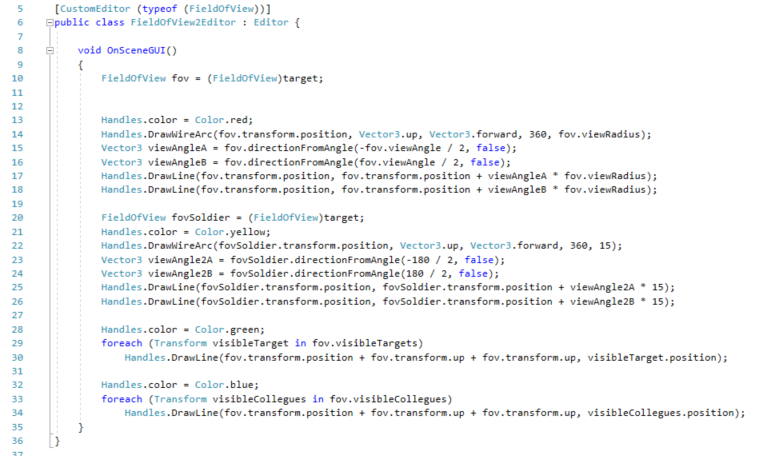 5 [CustomEditor (typeof (FieldOfView))]
6 public class FieldOfView2Editor : Editor {
7
8 void OnSceneGUI()
9 {
10 FieldOfView fov = (FieldOfView)target;
11
12
13 Handles.color = Color.red;
14 Handles.DrawWireArc(fov.transform.position, Vector3.up, Vector3.forward, 360, fov.viewRadius);
15 Vector3 viewAngleA = fov.directionFromAngle(-fov.viewAngle / 2, false);
16 Vector3 viewAngleB = fov.directionFromAngle(fov.viewAngle / 2, false);
17 Handles.DrawLine(fov.transform.position, fov.transform.position + viewAngleA * fov.viewRadius);
18 Handles.DrawLine(fov.transform.position, fov.transform.position + viewAngleB * fov.viewRadius);
19
20 FieldOfView fovSoldier = (FieldOfView)target;
21 Handles.color = Color.yellow;
22 Handles.DrawWireArc(fovSoldier.transform.position, Vector3.up, Vector3.forward, 360, 15);
23 Vector3 viewAngle2A = fovSoldier.directionFromAngle(-180 / 2, false);
24 Vector3 viewAngle2B = fovSoldier.directionFromAngle(180 / 2, false);
25 Handles.DrawLine(fovSoldier.transform.position, fovSoldier.transform.position + viewAngle2A * 15);
26 Handles.DrawLine(fovSoldier.transform.position, fovSoldier.transform.position + viewAngle2B * 15);
27
28 Handles.color = Color.green;
29 foreach (Transform visibleTarget in fov.visibleTargets)
30 Handles.DrawLine(fov.transform.position + fov.transform.up + fov.transform.up, visibleTarget.position);
31
32 Handles.color = Color.blue;
33 foreach (Transform visibleCollegues in fov.visibleCollegues)
34 Handles.DrawLine(fov.transform.position + fov.transform.up + fov.transform.up, visibleCollegues.position);
35 }
36 }
37